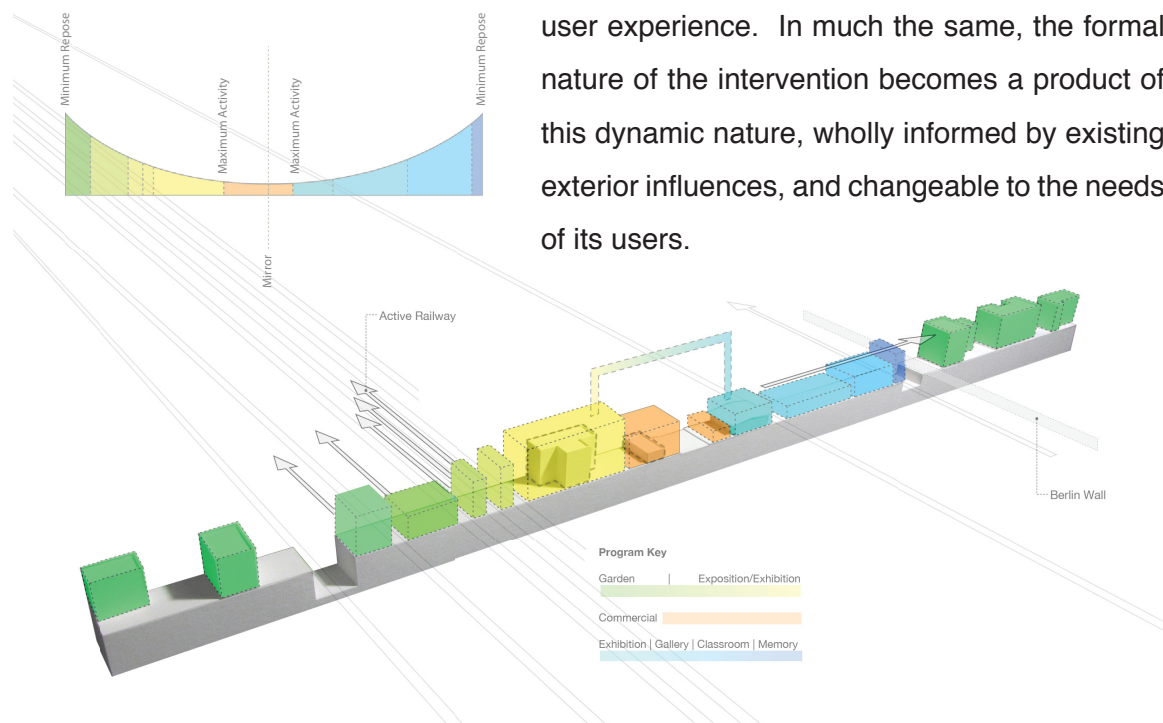 user experience.  In much the same, the formal
nature of the intervention becomes a product of
this dynamic nature, wholly informed by existing
exterior influences, and changeable to the needs
of its users.
Minimum Repose
Maximum Activity
Maximum Activity
Minimum Repose
Mirror
Active Railway
Berlin Wall
Program Key
Garden | Exposition/Exhibition
Commercial
Exhibition | Gallery | Classroom | Memory